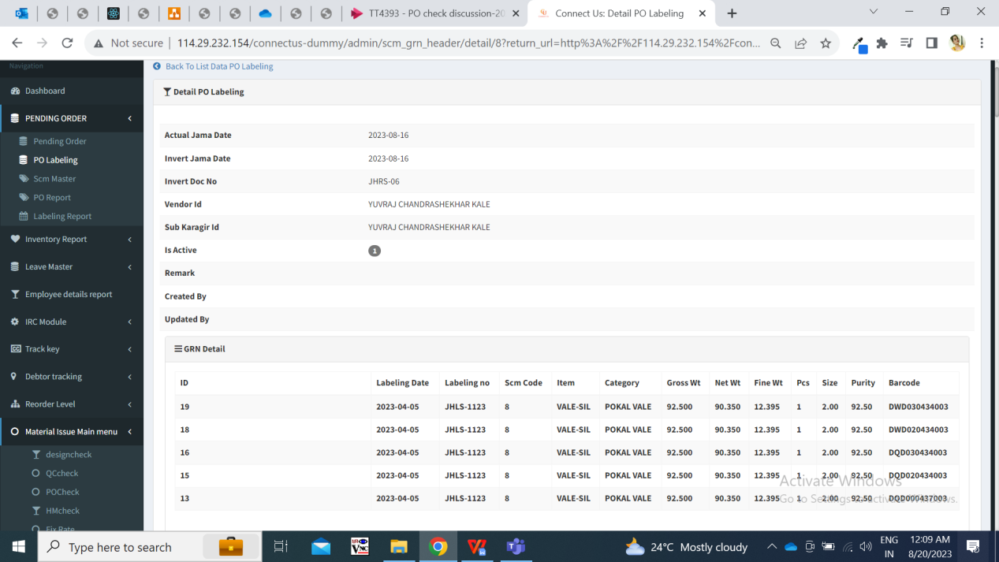 TT4393 - PO check discussion-20
Connect Us: Detail PO Labeling
Not secure
114.29.232.154/connectus-dummy/admin/scm_grn_header/detail/8?return_url=http%3A%2F%2F114.29.232.154%2Fcon...
Navigation
Dashboard
PENDING ORDER
Pending Order
PO Labeling
Scm Master
PO Report
Labeling Report
Inventory Report
Leave Master
Employee details report
IRC Module
Track key
Debtor tracking
Reorder Level
Material Issue Main menu
designcheck
QCcheck
POCheck
HMcheck
Fix Rate
Back To List Data PO Labeling
Detail PO Labeling
Actual Jama Date 2023-08-16
Invert Jama Date 2023-08-16
Invert Doc No JHRS-06
Vendor Id YUVRAJ CHANDRASHEKHAR KALE
Sub Karagir Id YUVRAJ CHANDRASHEKHAR KALE
Is Active 1
Remark
Created By
Updated By
GRN Detail
ID Labeling Date Labeling no Scm Code Item Category Gross Wt Net Wt Fine Wt Pcs Size Purity Barcode
19 2023-04-05 JHLS-1123 8 VALE-SIL POKAL VALE 92.500 90.350 12.395 1 2.00 92.50 DWD030434003
18 2023-04-05 JHLS-1123 8 VALE-SIL POKAL VALE 92.500 90.350 12.395 1 2.00 92.50 DWD020434003
16 2023-04-05 JHLS-1123 8 VALE-SIL POKAL VALE 92.500 90.350 12.395 1 2.00 92.50 DQD030434003
15 2023-04-05 JHLS-1123 8 VALE-SIL POKAL VALE 92.500 90.350 12.395 1 2.00 92.50 DQD020434003
13 2023-04-05 JHLS-1123 8 VALE-SIL POKAL VALE 92.500 90.350 12.395 1 2.00 92.50
Activate Windows
Go to Settings to activate Windows.
Type here to search
24°C Mostly cloudy
ENG
IN
12:09 AM
8/20/2023